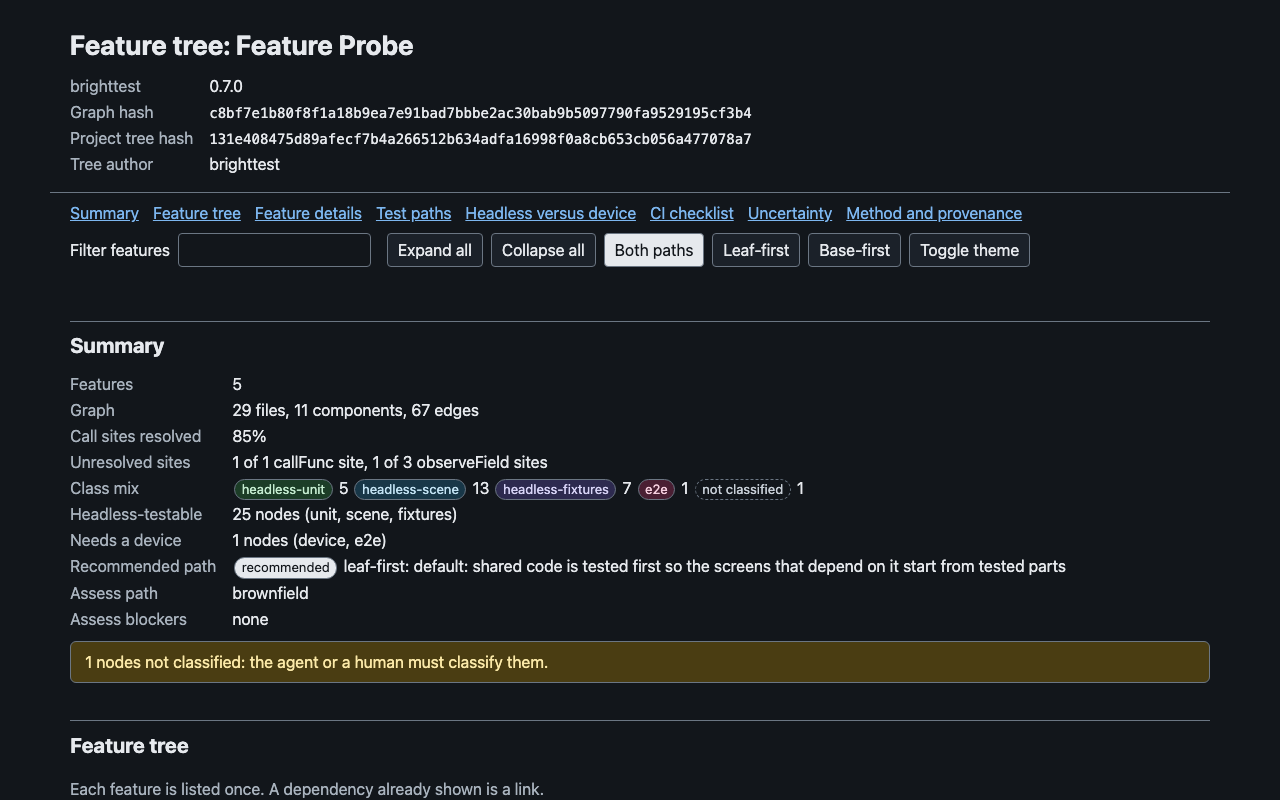 Feature tree: Feature Probe
brighttest 0.7.0
Graph hash c8bf7e1b80f8f1a18b9ea7e91bad7bbbe2ac30bab9b5097790fa9529195cf3b4
Project tree hash 131e408475d89afecf7b4a266512b634adfa16998f0a8cb653cb056a477078a7
Tree author brighttest
Summary Feature tree Feature details Test paths Headless versus device CI checklist Uncertainty Method and provenance
Filter features Expand all Collapse all Both paths Leaf-first Base-first Toggle theme
Summary
Features 5
Graph 29 files, 11 components, 67 edges
Call sites resolved 85%
Unresolved sites 1 of 1 callFunc site, 1 of 3 observeField sites
Class mix headless-unit 5 headless-scene 13 headless-fixtures 7 e2e 1 not classified 1
Headless-testable 25 nodes (unit, scene, fixtures)
Needs a device 1 nodes (device, e2e)
Recommended path recommended leaf-first: default: shared code is tested first so the screens that depend on it start from tested parts
Assess path brownfield
Assess blockers none
1 nodes not classified: the agent or a human must classify them.
Feature tree
Each feature is listed once. A dependency already shown is a link.